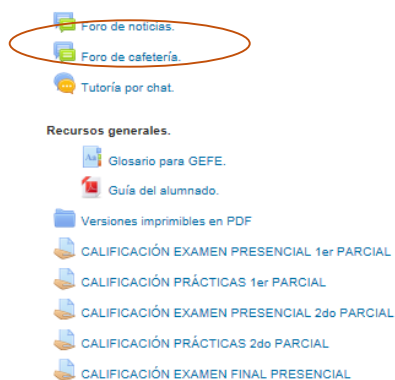 Foro de noticias.
Foro de cafetería.
Tutoría por chat.
Recursos generales.
Aa
Glosario para GEFE.
Guía del alumnado.
Versiones imprimibles en PDF
CALIFICACIÓN EXAMEN PRESENCIAL 1er PARCIAL
CALIFICACIÓN PRÁCTICAS 1er PARCIAL
CALIFICACIÓN EXAMEN PRESENCIAL 2do PARCIAL
CALIFICACIÓN PRÁCTICAS 2do PARCIAL
CALIFICACIÓN EXAMEN FINAL PRESENCIAL